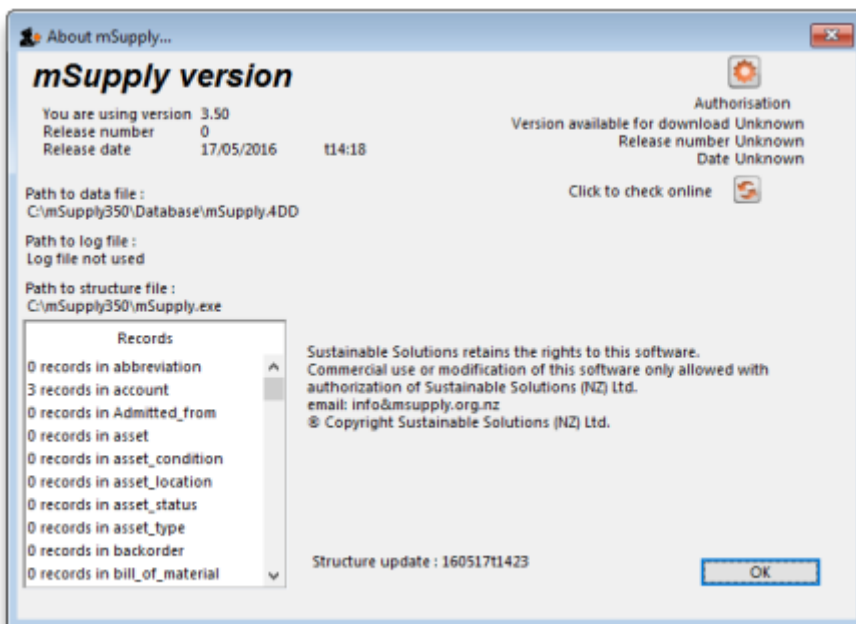 About mSupply...
mSupply version
You are using version 3.50
Release number 0
Release date 17/05/2016 t14:18
Authorisation
Version available for download Unknown
Release number Unknown
Date Unknown
Click to check online
Path to data file :
C:\mSupply350\Database\mSupply.4DD
Path to log file :
Log file not used
Path to structure file :
C:\mSupply350\mSupply.exe
Records
0 records in abbreviation
3 records in account
0 records in Admitted_from
0 records in asset
0 records in asset_condition
0 records in asset_location
0 records in asset_status
0 records in asset_type
0 records in backorder
0 records in bill_of_material
Sustainable Solutions retains the rights to this software.
Commercial use or modification of this software only allowed with
authorization of Sustainable Solutions (NZ) Ltd.
email: info&msupply.org.nz
® Copyright Sustainable Solutions (NZ) Ltd.
Structure update : 160517t1423
OK